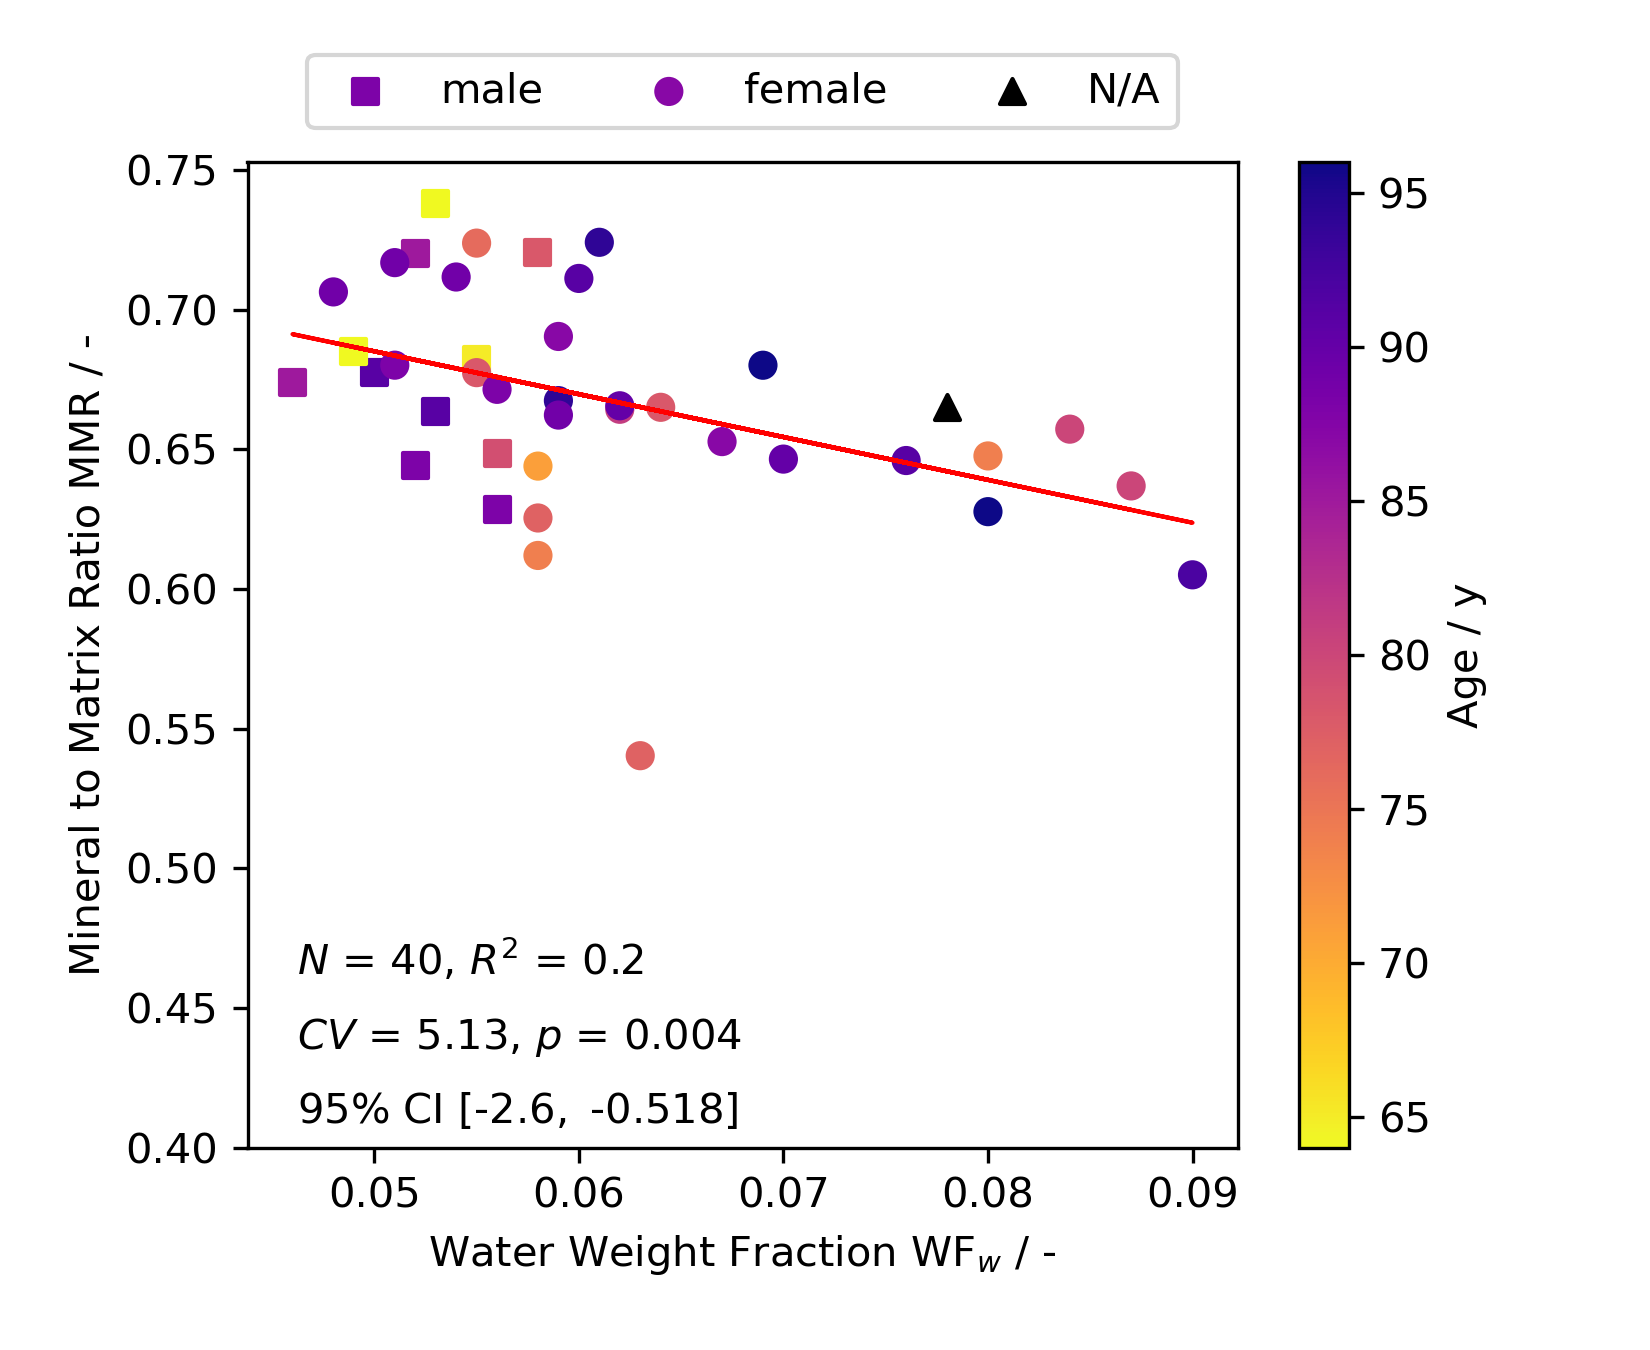 male female N/A
0.75
0.70
0.65
0.60
0.55
0.50
0.45
0.40
Mineral to Matrix Ratio MMR / -
N = 40, R² = 0.2
CV = 5.13, p = 0.004
95% CI [-2.6, -0.518]
0.05 0.06 0.07 0.08 0.09
Water Weight Fraction WF_w / -
95
90
85
80
75
70
65
Age / y